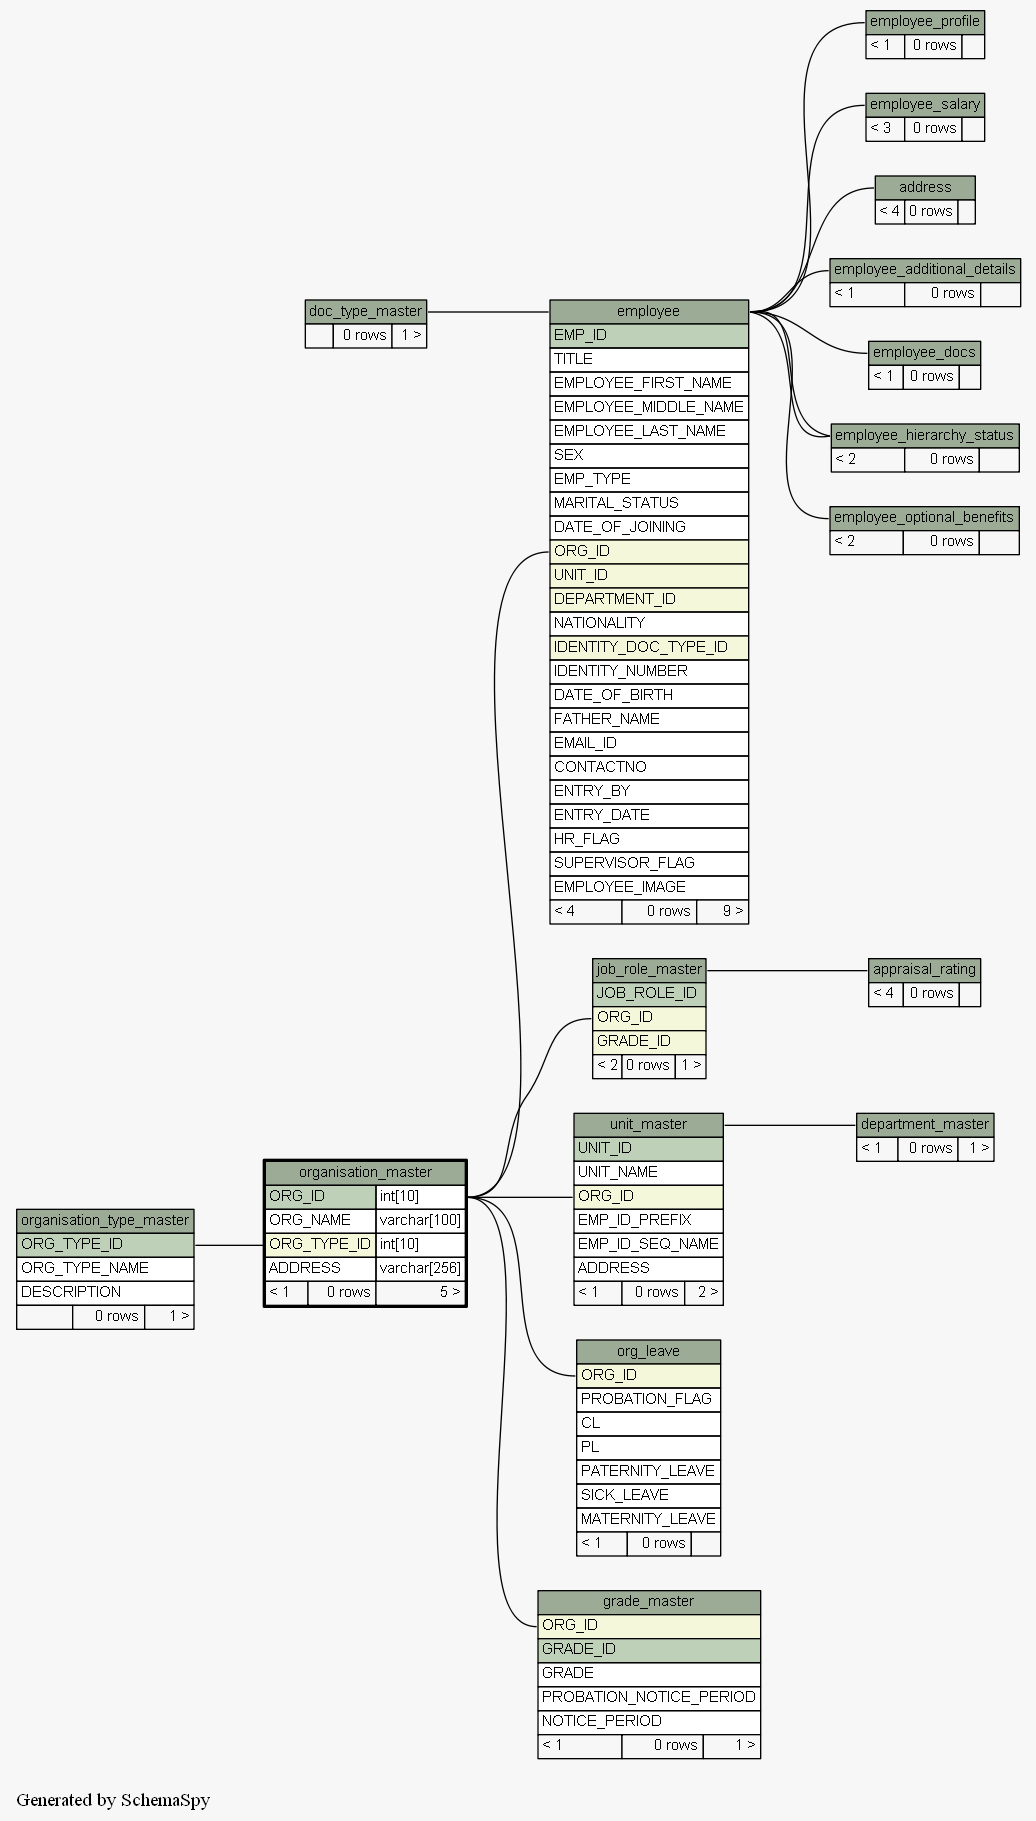 employee_profile
< 1 0 rows
employee_salary
< 3 0 rows
address
< 4 0 rows
employee_additional_details
< 1 0 rows
doc_type_master
0 rows 1 >
employee_docs
< 1 0 rows
employee_hierarchy_status
< 2 0 rows
employee_optional_benefits
< 2 0 rows
employee
EMP_ID
TITLE
EMPLOYEE_FIRST_NAME
EMPLOYEE_MIDDLE_NAME
EMPLOYEE_LAST_NAME
SEX
EMP_TYPE
MARITAL_STATUS
DATE_OF_JOINING
ORG_ID
UNIT_ID
DEPARTMENT_ID
NATIONALITY
IDENTITY_DOC_TYPE_ID
IDENTITY_NUMBER
DATE_OF_BIRTH
FATHER_NAME
EMAIL_ID
CONTACTNO
ENTRY_BY
ENTRY_DATE
HR_FLAG
SUPERVISOR_FLAG
EMPLOYEE_IMAGE
< 4 0 rows 9 >
job_role_master
JOB_ROLE_ID
ORG_ID
GRADE_ID
< 2 0 rows 1 >
appraisal_rating
< 4 0 rows
unit_master
UNIT_ID
UNIT_NAME
ORG_ID
EMP_ID_PREFIX
EMP_ID_SEQ_NAME
ADDRESS
< 1 0 rows 2 >
department_master
< 1 0 rows 1 >
organisation_master
ORG_ID int[10]
ORG_NAME varchar[100]
ORG_TYPE_ID int[10]
ADDRESS varchar[256]
< 1 0 rows 5 >
organisation_type_master
ORG_TYPE_ID
ORG_TYPE_NAME
DESCRIPTION
0 rows 1 >
org_leave
ORG_ID
PROBATION_FLAG
CL
PL
PATERNITY_LEAVE
SICK_LEAVE
MATERNITY_LEAVE
< 1 0 rows
grade_master
ORG_ID
GRADE_ID
GRADE
PROBATION_NOTICE_PERIOD
NOTICE_PERIOD
< 1 0 rows 1 >
Generated by SchemaSpy